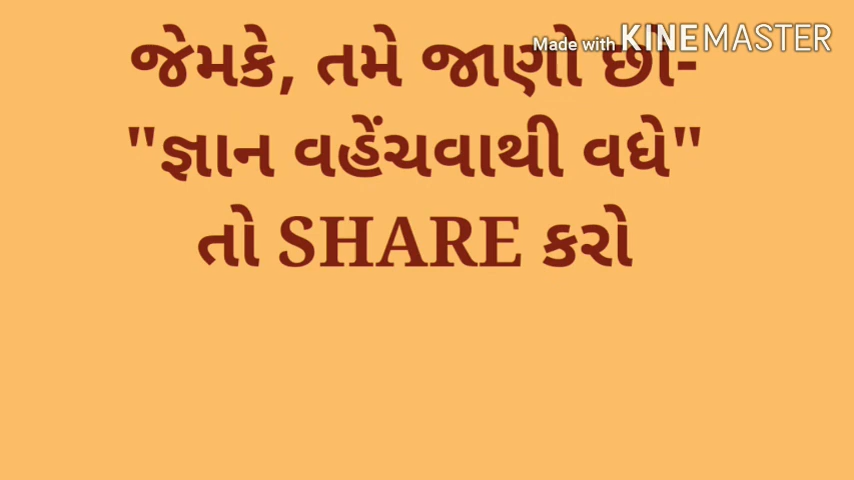 Made with KINEMASTER
જેમકે, તમે જાણો છો-
"જ્ઞાન વહેંચવાથી વધે"
તો SHARE કરો